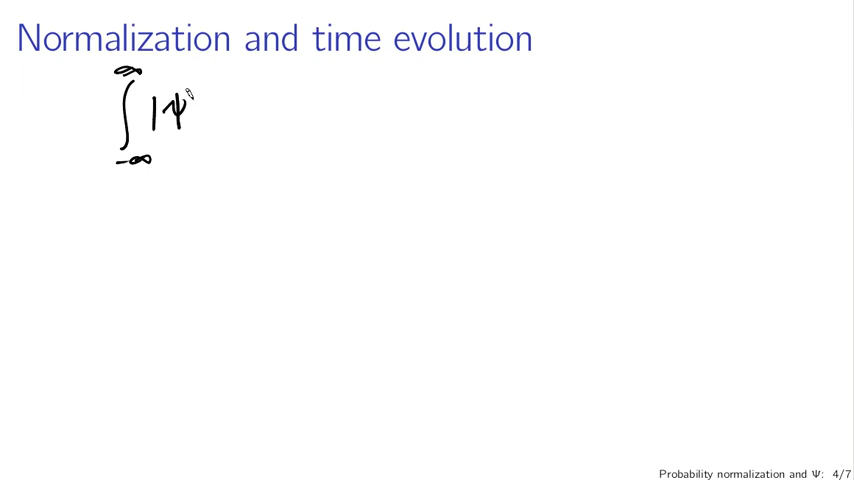 Normalization and time evolution
∞
∫ |Ψ
-∞
Probability normalization and Ψ: 4/7